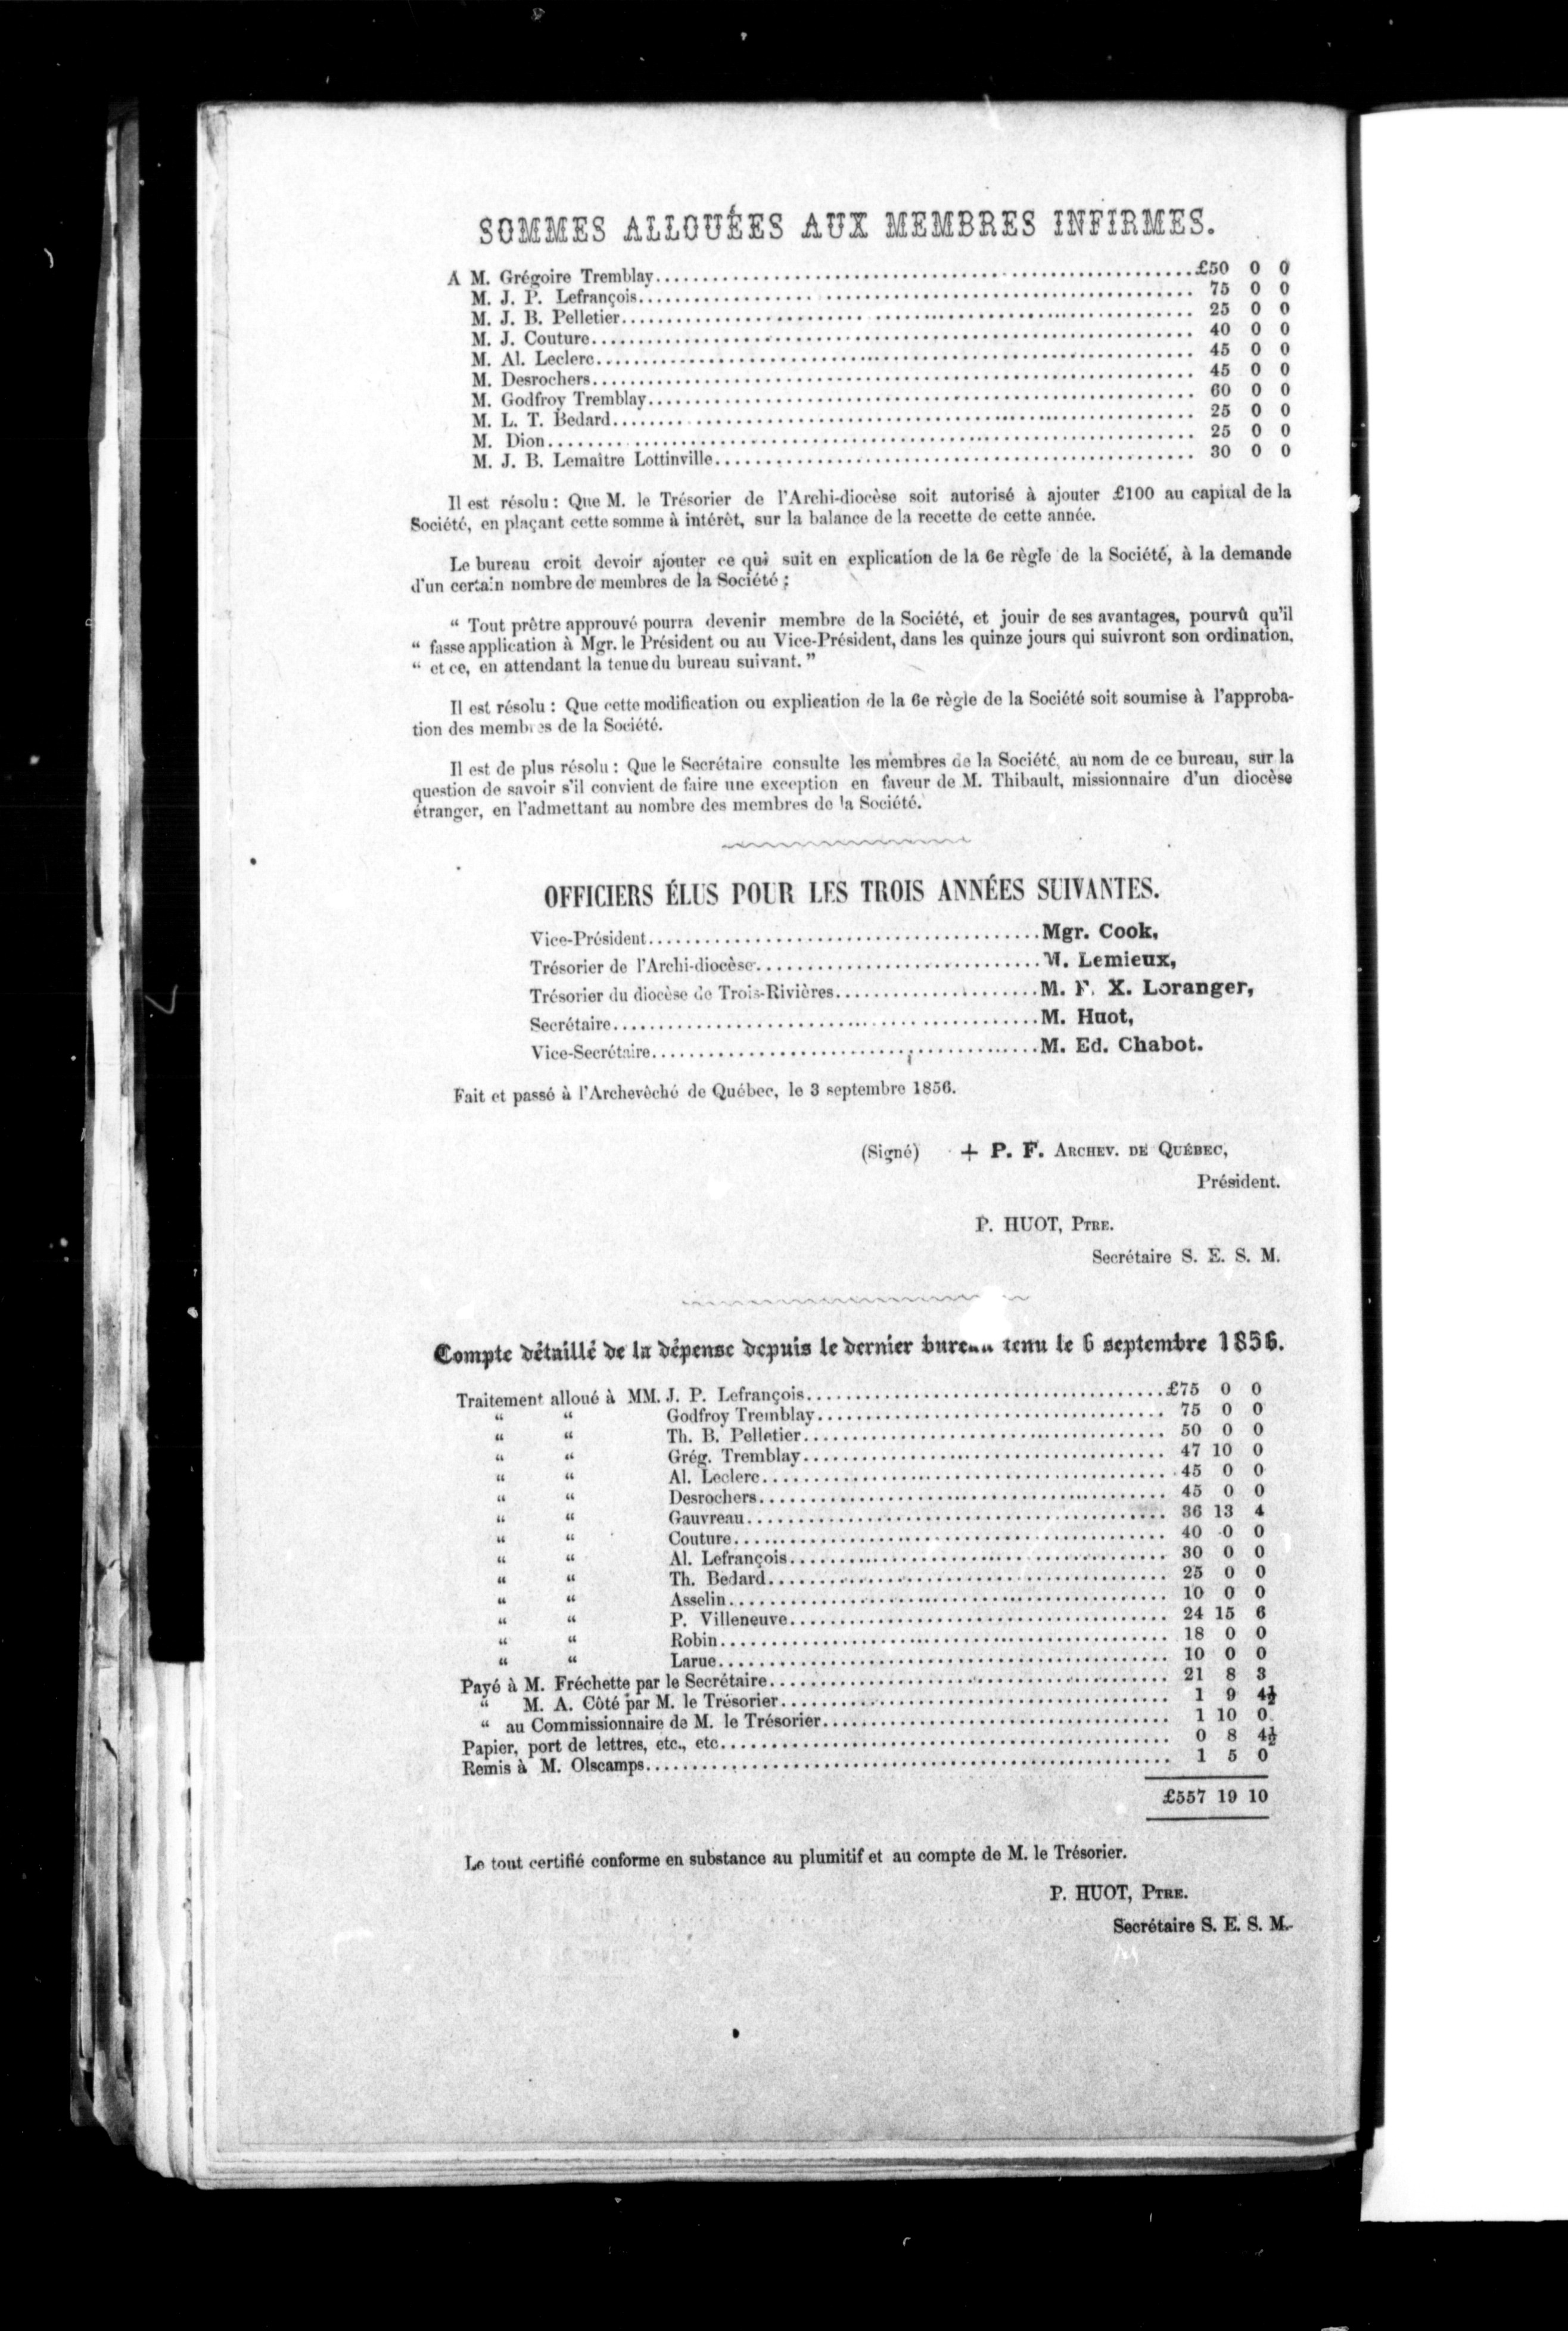 SOMMES ALLOUÉES AUX MEMBRES INFIRMES.
A M. Grégoire Tremblay........£50 0 0
M. J. P. Lefrançois........75 0 0
M. J. B. Pelletier........25 0 0
M. J. Couture........40 0 0
M. Al. Leclerc........45 0 0
M. Desrochers........45 0 0
M. Godfroy Tremblay........60 0 0
M. L. T. Bedard........25 0 0
M. Dion........25 0 0
M. J. B. Lemaître Lottinville........30 0 0
Il est résolu : Que M. le Trésorier de l'Archi-diocèse soit autorisé à ajouter £100 au capital de la
Société, en plaçant cette somme à intérêt, sur la balance de la recette de cette année.
Le bureau croit devoir ajouter ce qui suit en explication de la 6e règle de la Société, à la demande
d'un certain nombre de membres de la Société ;
“ Tout prêtre approuvé pourra devenir membre de la Société, et jouir de ses avantages, pourvû qu'il
“ fasse application à Mgr. le Président ou au Vice-Président, dans les quinze jours qui suivront son ordination,
“ et ce, en attendant la tenue du bureau suivant. ”
Il est résolu : Que cette modification ou explication de la 6e règle de la Société soit soumise à l'approba-
tion des membres de la Société.
Il est de plus résolu : Que le Secrétaire consulte les membres de la Société, au nom de ce bureau, sur la
question de savoir s'il convient de faire une exception en faveur de M. Thibault, missionnaire d'un diocèse
étranger, en l'admettant au nombre des membres de la Société.
OFFICIERS ÉLUS POUR LES TROIS ANNÉES SUIVANTES.
Vice-Président........Mgr. Cook,
Trésorier de l'Archi-diocèse........M. Lemieux,
Trésorier du diocèse de Trois-Rivières........M. F. X. Loranger,
Secrétaire........M. Huot,
Vice-Secrétaire........M. Ed. Chabot.
Fait et passé à l'Archevêché de Québec, le 3 septembre 1856.
(Signé) + P. F. ARCHEV. DE QUÉBEC,
Président.
P. HUOT, PTRE.
Secrétaire S. E. S. M.
Compte détaillé de la dépense depuis le dernier bureau tenu le 6 septembre 1856.
Traitement alloué à MM. J. P. Lefrançois........£75 0 0
“ “ Godfroy Tremblay........75 0 0
“ “ Th. B. Pelletier........50 0 0
“ “ Grég. Tremblay........47 10 0
“ “ Al. Leclerc........45 0 0
“ “ Desrochers........45 0 0
“ “ Gauvreau........36 13 4
“ “ Couture........40 0 0
“ “ Al. Lefrançois........30 0 0
“ “ Th. Bedard........25 0 0
“ “ Asselin........10 0 0
“ “ P. Villeneuve........24 15 6
“ “ Robin........18 0 0
“ “ Larue........10 0 0
Payé à M. Fréchette par le Secrétaire........21 8 3
“ M. A. Côté par M. le Trésorier........1 9 4½
“ au Commissionnaire de M. le Trésorier........1 10 0
Papier, port de lettres, etc., etc........0 8 4½
Remis à M. Olscamps........1 5 0
£557 19 10
Le tout certifié conforme en substance au plumitif et au compte de M. le Trésorier.
P. HUOT, PTRE.
Secrétaire S. E. S. M.